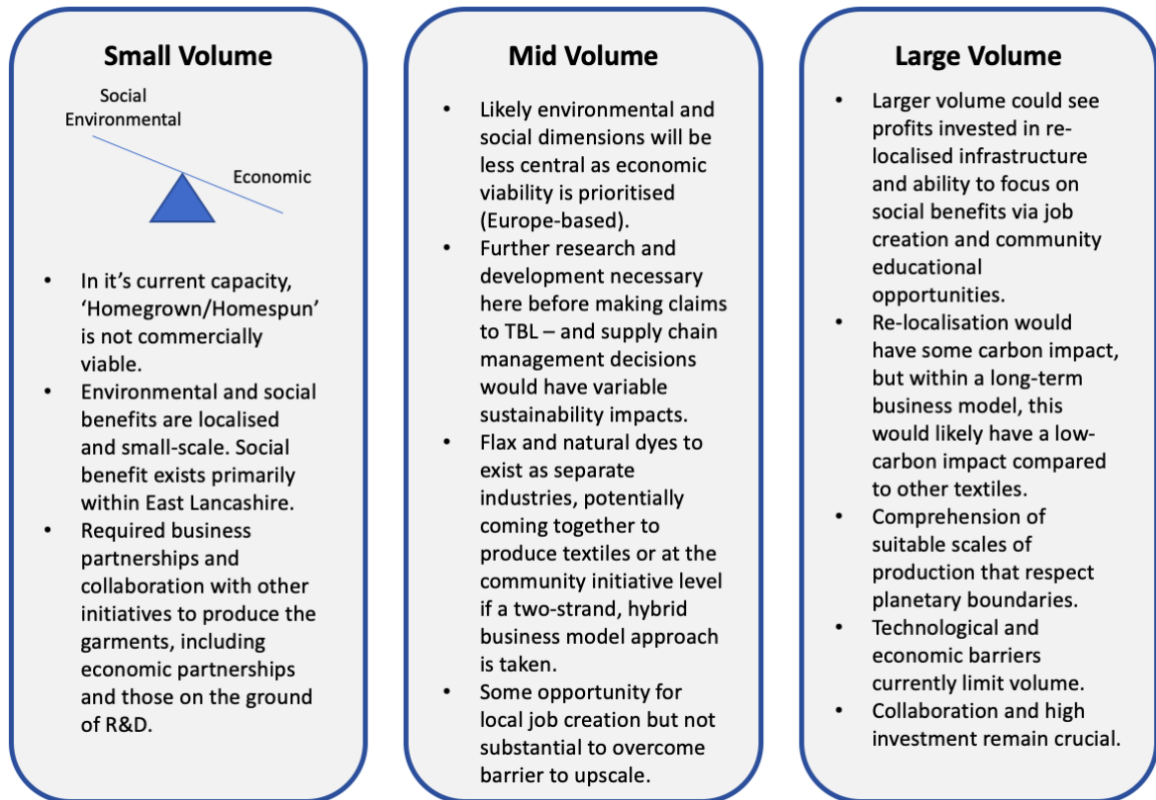 Small Volume
Social
Environmental
Economic
• In it's current capacity,
'Homegrown/Homespun'
is not commercially
viable.
• Environmental and social
benefits are localised
and small-scale. Social
benefit exists primarily
within East Lancashire.
• Required business
partnerships and
collaboration with other
initiatives to produce the
garments, including
economic partnerships
and those on the ground
of R&D.
Mid Volume
• Likely environmental and
social dimensions will be
less central as economic
viability is prioritised
(Europe-based).
• Further research and
development necessary
here before making claims
to TBL – and supply chain
management decisions
would have variable
sustainability impacts.
• Flax and natural dyes to
exist as separate
industries, potentially
coming together to
produce textiles or at the
community initiative level
if a two-strand, hybrid
business model approach
is taken.
• Some opportunity for
local job creation but not
substantial to overcome
barrier to upscale.
Large Volume
• Larger volume could see
profits invested in re-
localised infrastructure
and ability to focus on
social benefits via job
creation and community
educational
opportunities.
• Re-localisation would
have some carbon impact,
but within a long-term
business model, this
would likely have a low-
carbon impact compared
to other textiles.
• Comprehension of
suitable scales of
production that respect
planetary boundaries.
• Technological and
economic barriers
currently limit volume.
• Collaboration and high
investment remain crucial.